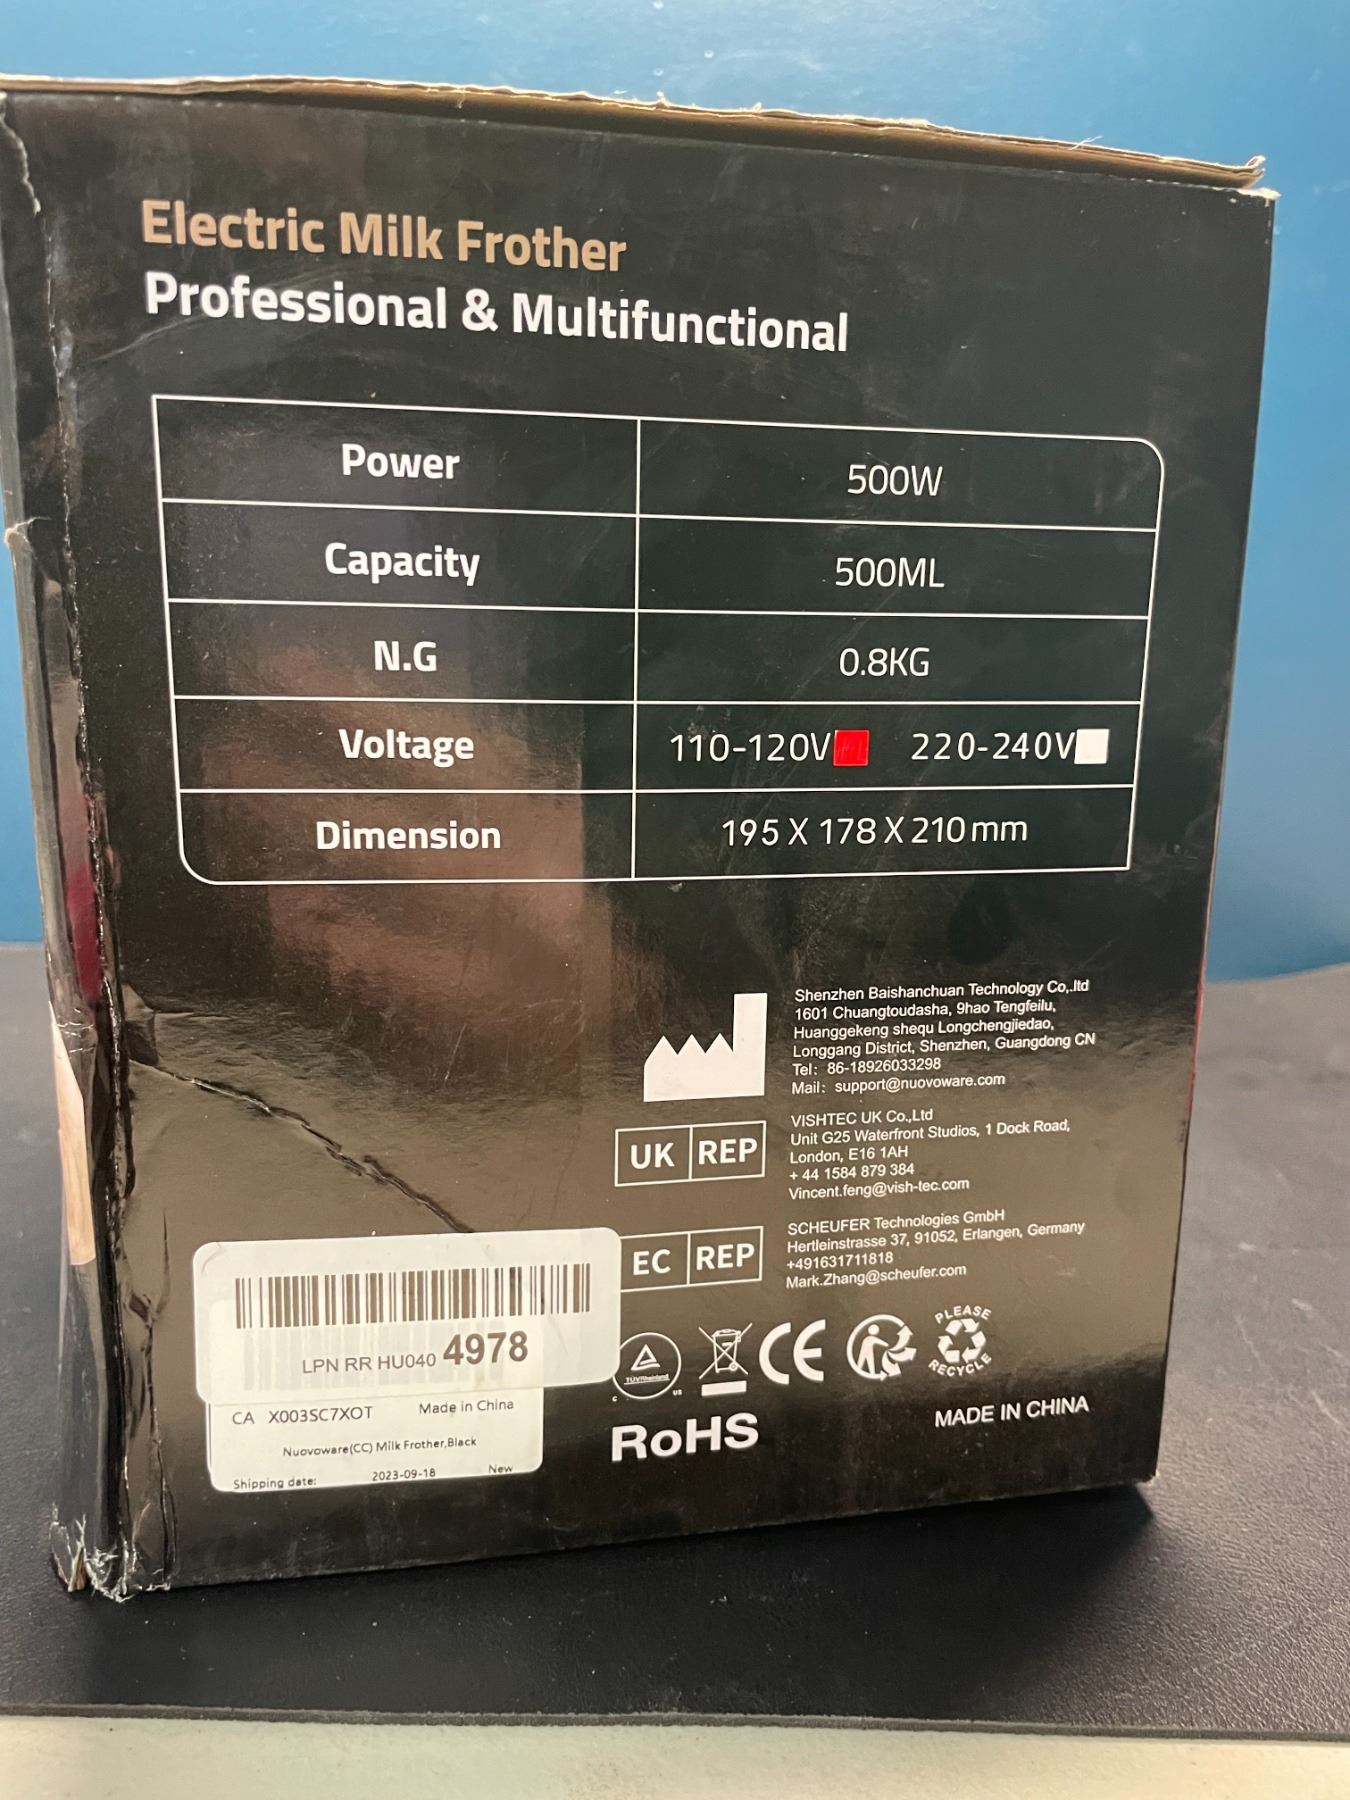 Electric Milk Frother
Professional & Multifunctional
Power 500W
Capacity 500ML
N.G 0.8KG
Voltage 110-120V 220-240V
Dimension 195 X 178 X 210mm
Shenzhen Baishanchuan Technology Co,.ltd
1601 Chuangtoudasha, 9hao Tengfeilu,
Huanggekeng shequ Longchengjiedao,
Longgang District, Shenzhen, Guangdong CN
Tel: 86-18926033298
Mail: support@nuovoware.com
UK REP
VISHTEC UK Co.,Ltd
Unit G25 Waterfront Studios, 1 Dock Road,
London, E16 1AH
+ 44 1584 879 384
Vincent.feng@vish-tec.com
EC REP
SCHEUFER Technologies GmbH
Hertleinstrasse 37, 91052, Erlangen, Germany
+491631711818
Mark.Zhang@scheufer.com
LPN RR HU040 4978
CA X003SC7XOT Made in China
Nuovoware(CC) Milk Frother,Black
Shipping date: 2023-09-18 New
TÜVRheinland
C US
CE
PLEASE
RECYCLE
RoHS
MADE IN CHINA